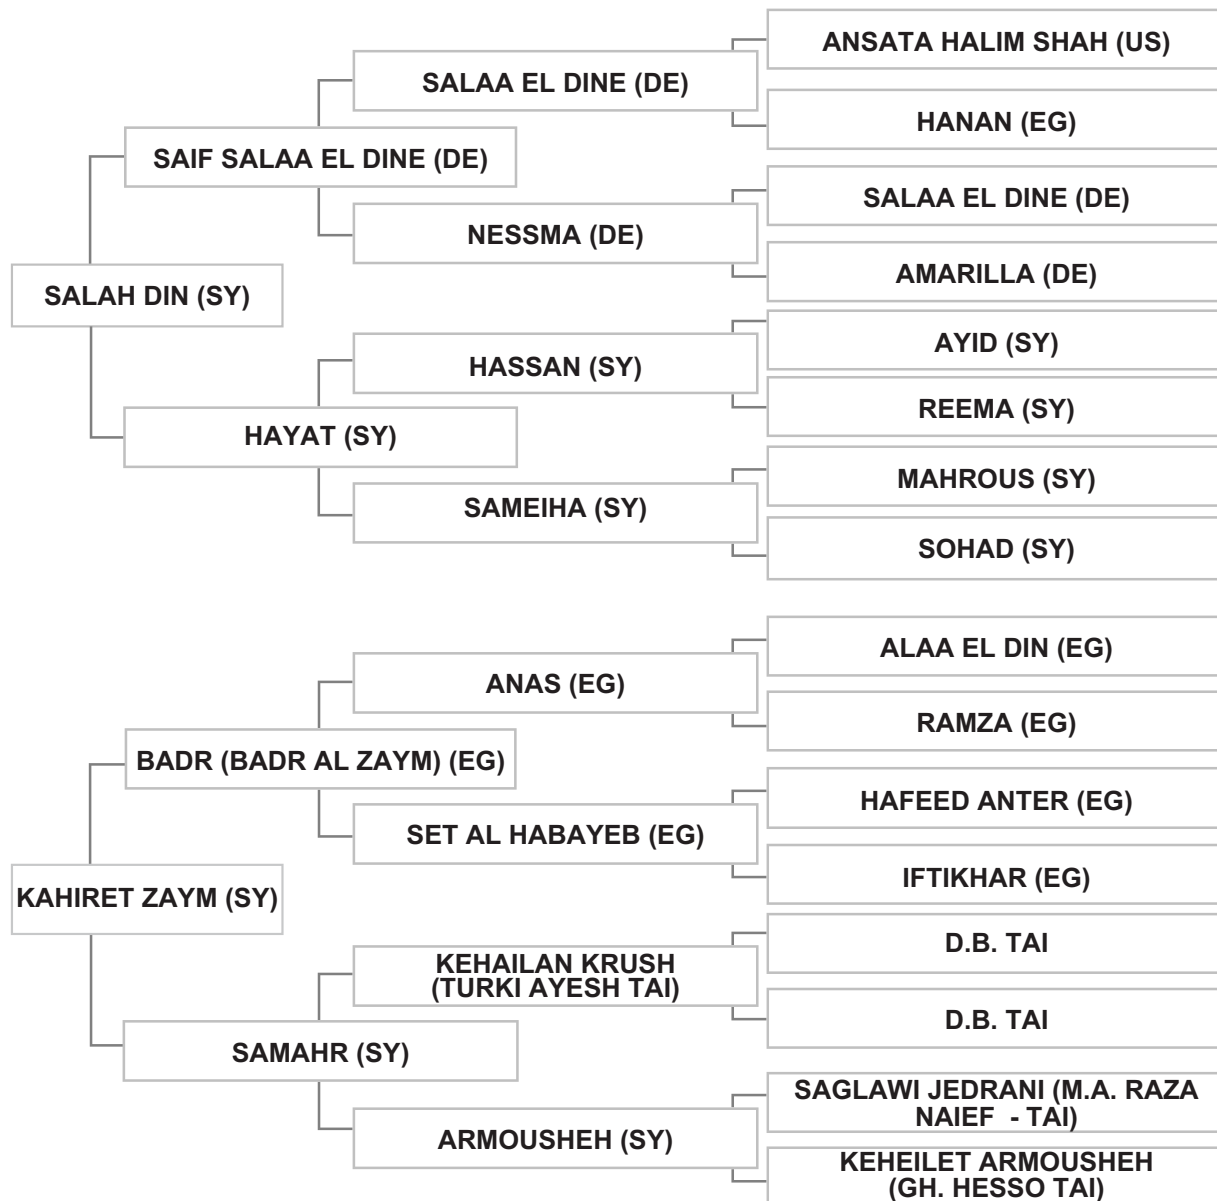 ANSATA HALIM SHAH (US)
SALAA EL DINE (DE)
HANAN (EG)
SAIF SALAA EL DINE (DE)
SALAA EL DINE (DE)
NESSMA (DE)
AMARILLA (DE)
SALAH DIN (SY)
AYID (SY)
HASSAN (SY)
REEMA (SY)
HAYAT (SY)
MAHROUS (SY)
SAMEIHA (SY)
SOHAD (SY)
ALAA EL DIN (EG)
ANAS (EG)
RAMZA (EG)
BADR (BADR AL ZAYM) (EG)
HAFEED ANTER (EG)
SET AL HABAYEB (EG)
IFTIKHAR (EG)
KAHIRET ZAYM (SY)
D.B. TAI
KEHAILAN KRUSH
(TURKI AYESH TAI)
D.B. TAI
SAMAHR (SY)
SAGLAWI JEDRANI (M.A. RAZA
NAIEF - TAI)
ARMOUSHEH (SY)
KEHEILET ARMOUSHEH
(GH. HESSO TAI)